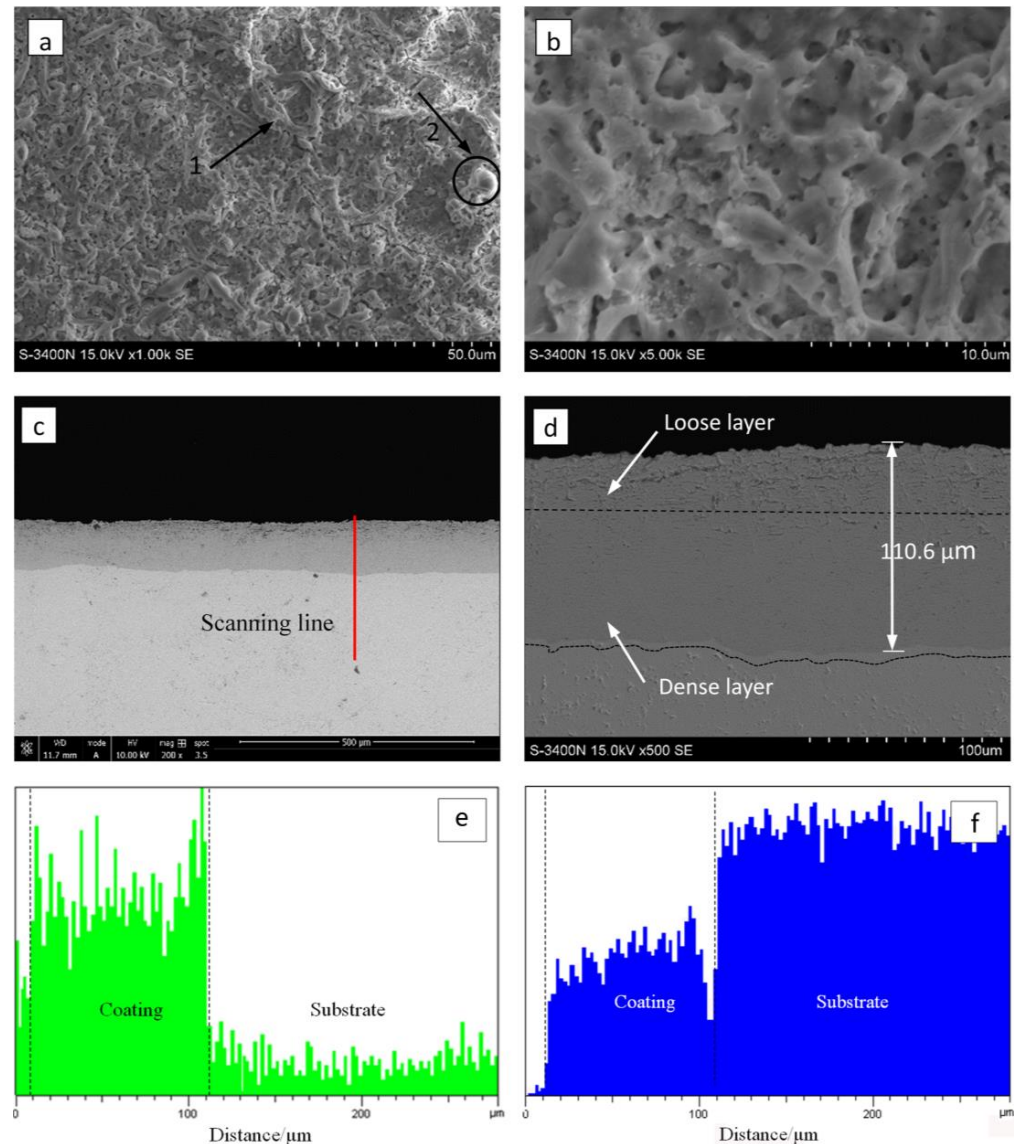 a
1
2
S-3400N 15.0kV x1.00k SE
50.0um
b
S-3400N 15.0kV x5.00k SE
10.0um
c
Scanning line
WD mode HV mag spot
11.7 mm A 10.00 kV 200 x 3.5
500 µm
d
Loose layer
110.6 µm
Dense layer
S-3400N 15.0kV x500 SE
100um
e
Coating
Substrate
0 100 200 µm
Distance/µm
f
Coating
Substrate
0 100 200 µm
Distance/µm